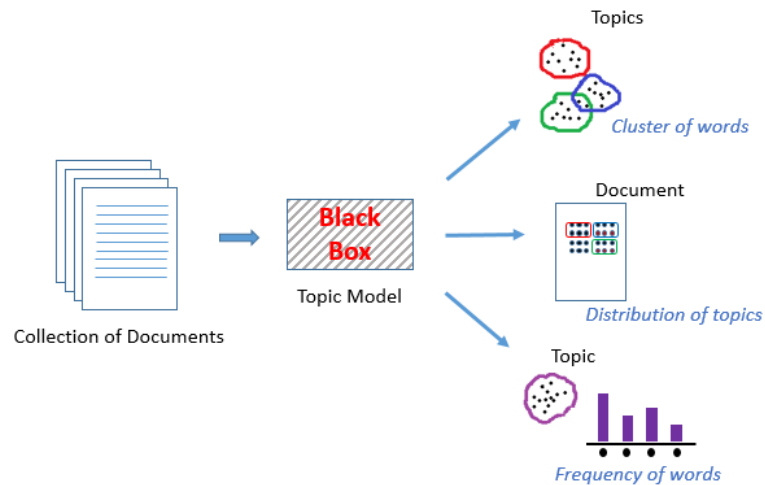 Topics
Cluster of words
Document
Black
Box
Topic Model
Distribution of topics
Collection of Documents
Topic
Frequency of words